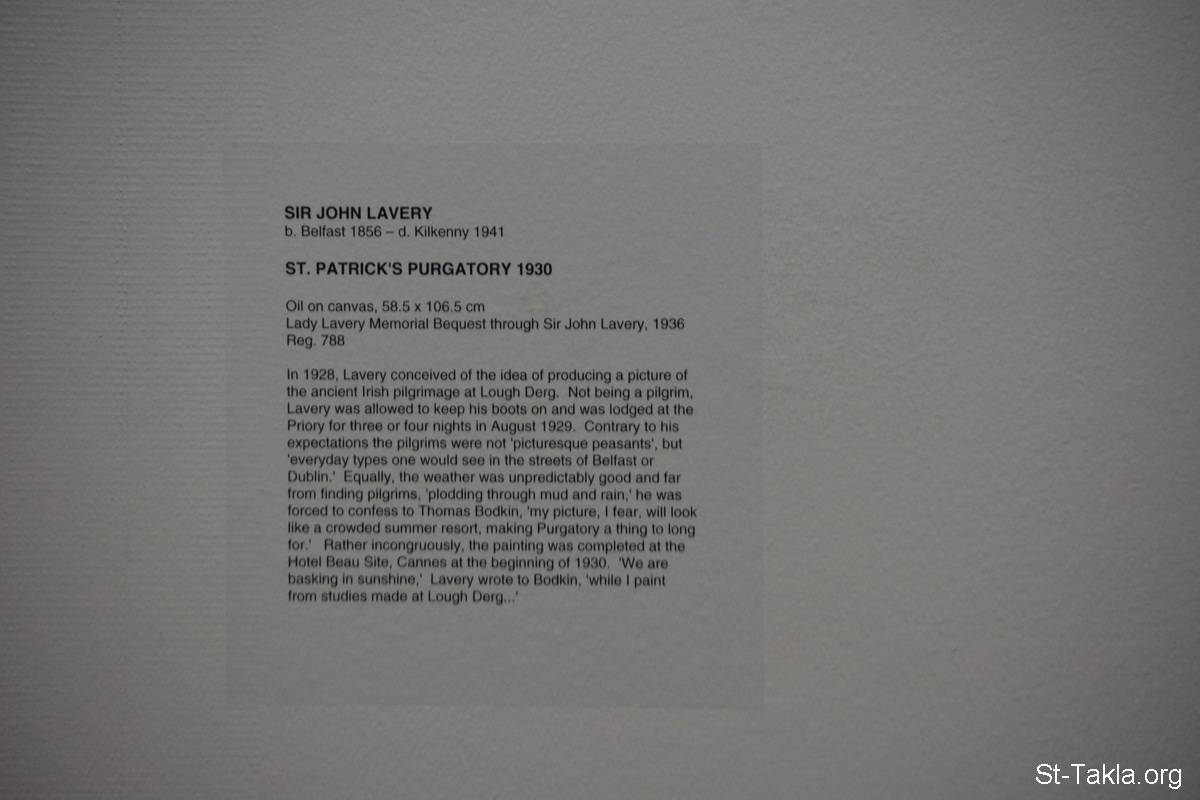 SIR JOHN LAVERY
b. Belfast 1856 – d. Kilkenny 1941
ST. PATRICK'S PURGATORY 1930
Oil on canvas, 58.5 x 106.5 cm
Lady Lavery Memorial Bequest through Sir John Lavery, 1936
Reg. 788
In 1928, Lavery conceived of the idea of producing a picture of
the ancient Irish pilgrimage at Lough Derg.  Not being a pilgrim,
Lavery was allowed to keep his boots on and was lodged at the
Priory for three or four nights in August 1929.  Contrary to his
expectations the pilgrims were not 'picturesque peasants', but
'everyday types one would see in the streets of Belfast or
Dublin.'  Equally, the weather was unpredictably good and far
from finding pilgrims, 'plodding through mud and rain,' he was
forced to confess to Thomas Bodkin, 'my picture, I fear, will look
like a crowded summer resort, making Purgatory a thing to long
for.'   Rather incongruously, the painting was completed at the
Hotel Beau Site, Cannes at the beginning of 1930.  'We are
basking in sunshine,'  Lavery wrote to Bodkin, 'while I paint
from studies made at Lough Derg...'
St-Takla.org